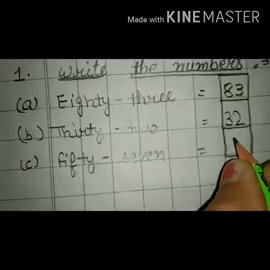 Made with KINEMASTER
1. Write the numbers.
(a) Eighty-three = 83
(b) Thirty-two = 32
(c) Fifty-seven =